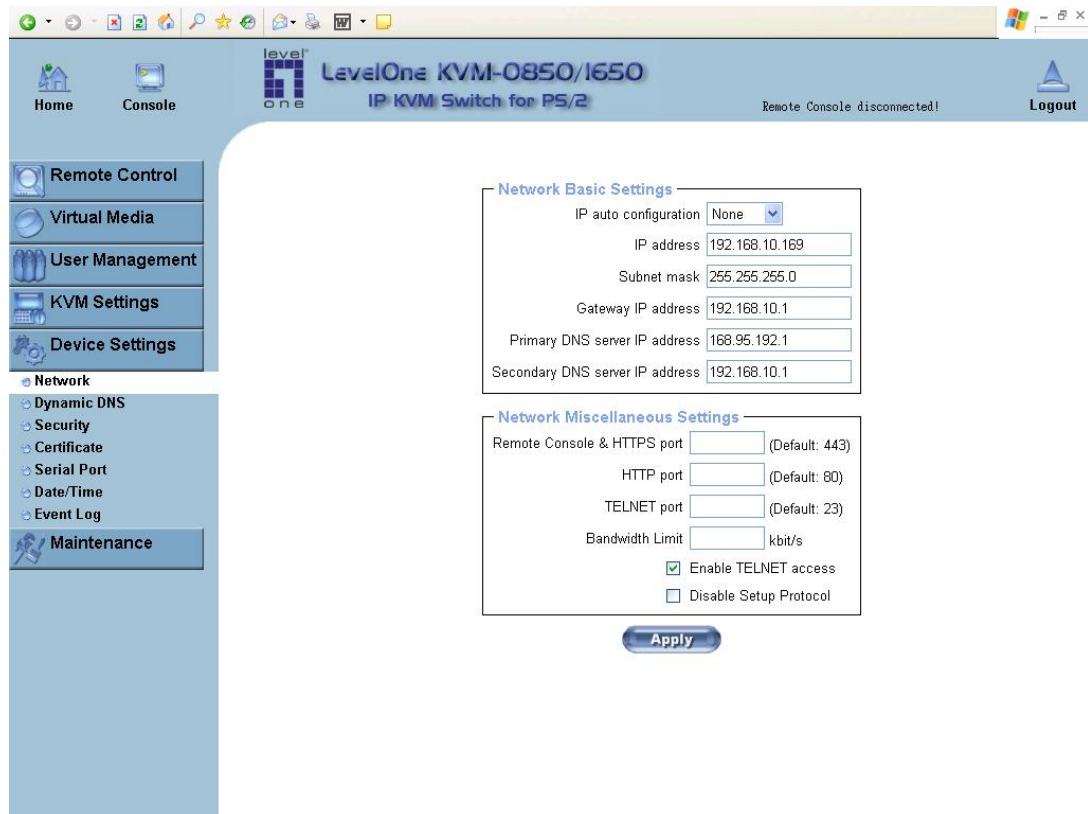 level
one
LevelOne KVM-0850/1650
IP KVM Switch for PS/2
Home
Console
Remote Console disconnected!
Logout
Remote Control
Virtual Media
User Management
KVM Settings
Device Settings
Network
Dynamic DNS
Security
Certificate
Serial Port
Date/Time
Event Log
Maintenance
Network Basic Settings
IP auto configuration None
IP address 192.168.10.169
Subnet mask 255.255.255.0
Gateway IP address 192.168.10.1
Primary DNS server IP address 168.95.192.1
Secondary DNS server IP address 192.168.10.1
Network Miscellaneous Settings
Remote Console & HTTPS port (Default: 443)
HTTP port (Default: 80)
TELNET port (Default: 23)
Bandwidth Limit kbit/s
Enable TELNET access
Disable Setup Protocol
Apply